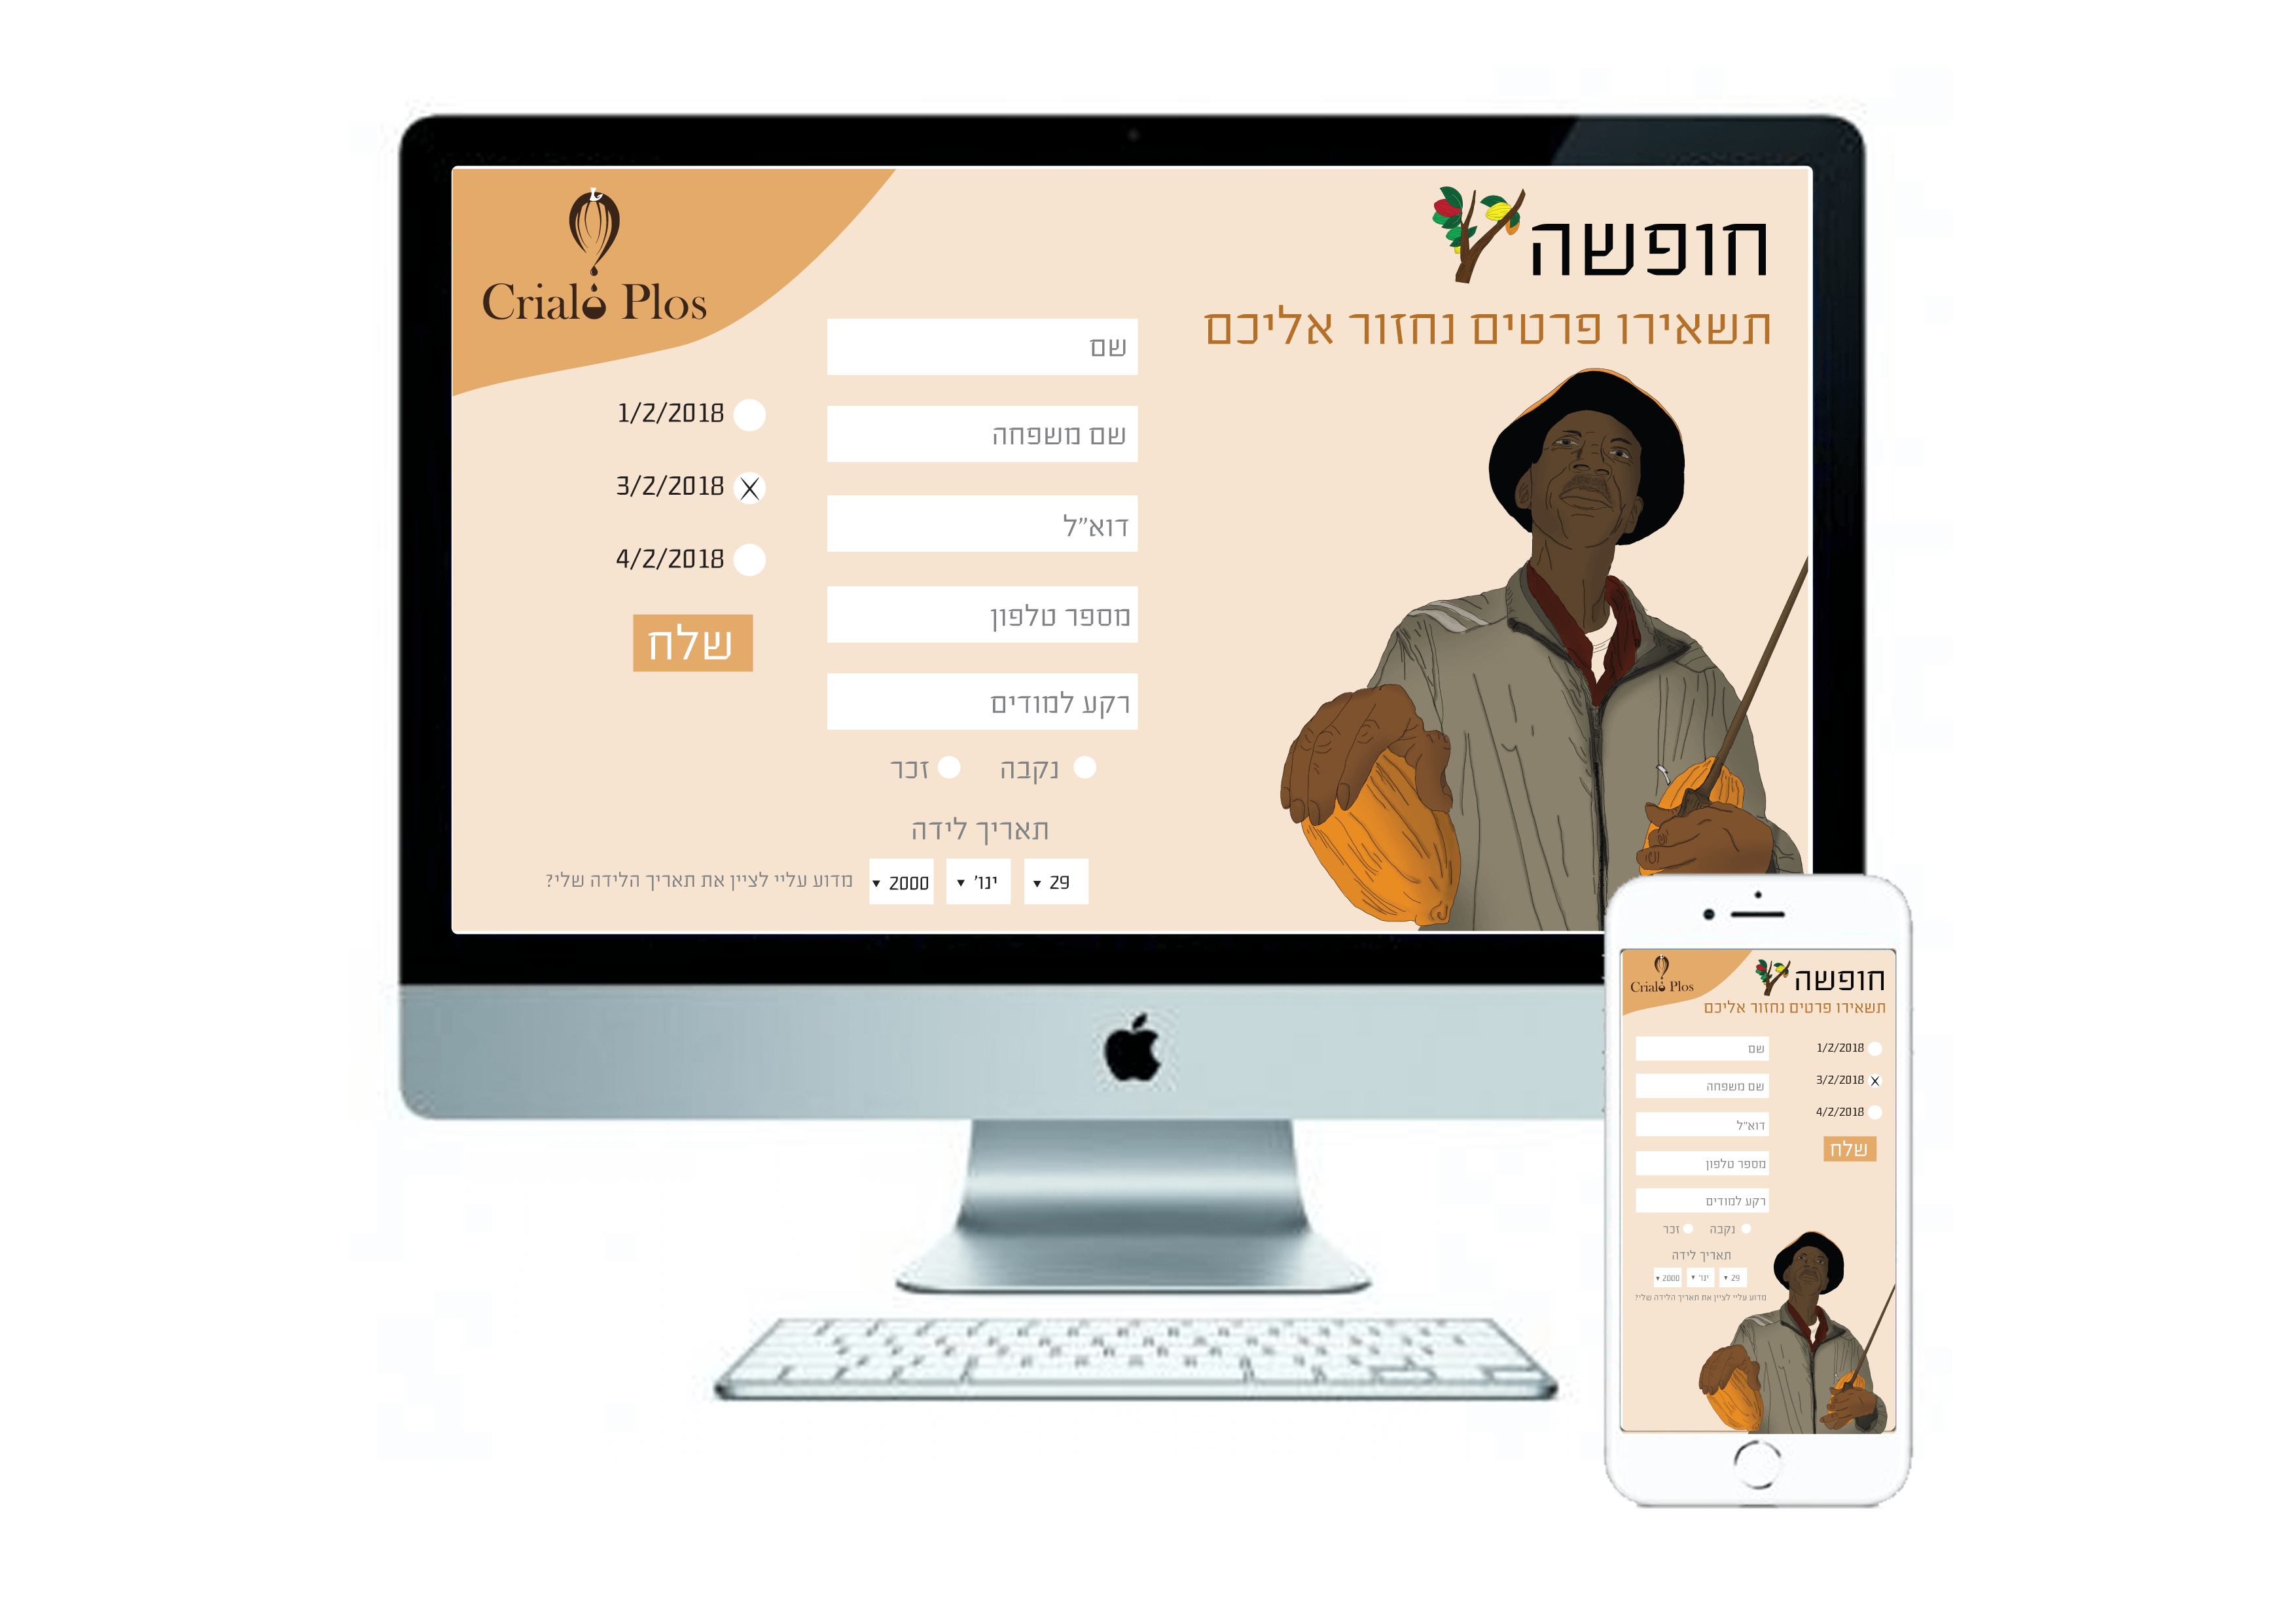 חופשה
תשאירו פרטים נחזור אליכם
Crialo Plos
שם
שם משפחה
דוא"ל
מספר טלפון
רקע למודים
נקבה
זכר
תאריך לידה
29 ▾ ינו' ▾ 2000 ▾
מדוע עליי לציין את תאריך הלידה שלי?
1/2/2018
X 3/2/2018
4/2/2018
שלח
חופשה
Crialo Plos
תשאירו פרטים נחזור אליכם
1/2/2018
X 3/2/2018
4/2/2018
שלח
שם
שם משפחה
דוא"ל
מספר טלפון
רקע למודים
נקבה
זכר
תאריך לידה
29 ▾ ינו' ▾ 2000 ▾
מדוע עליי לציין את תאריך הלידה שלי?